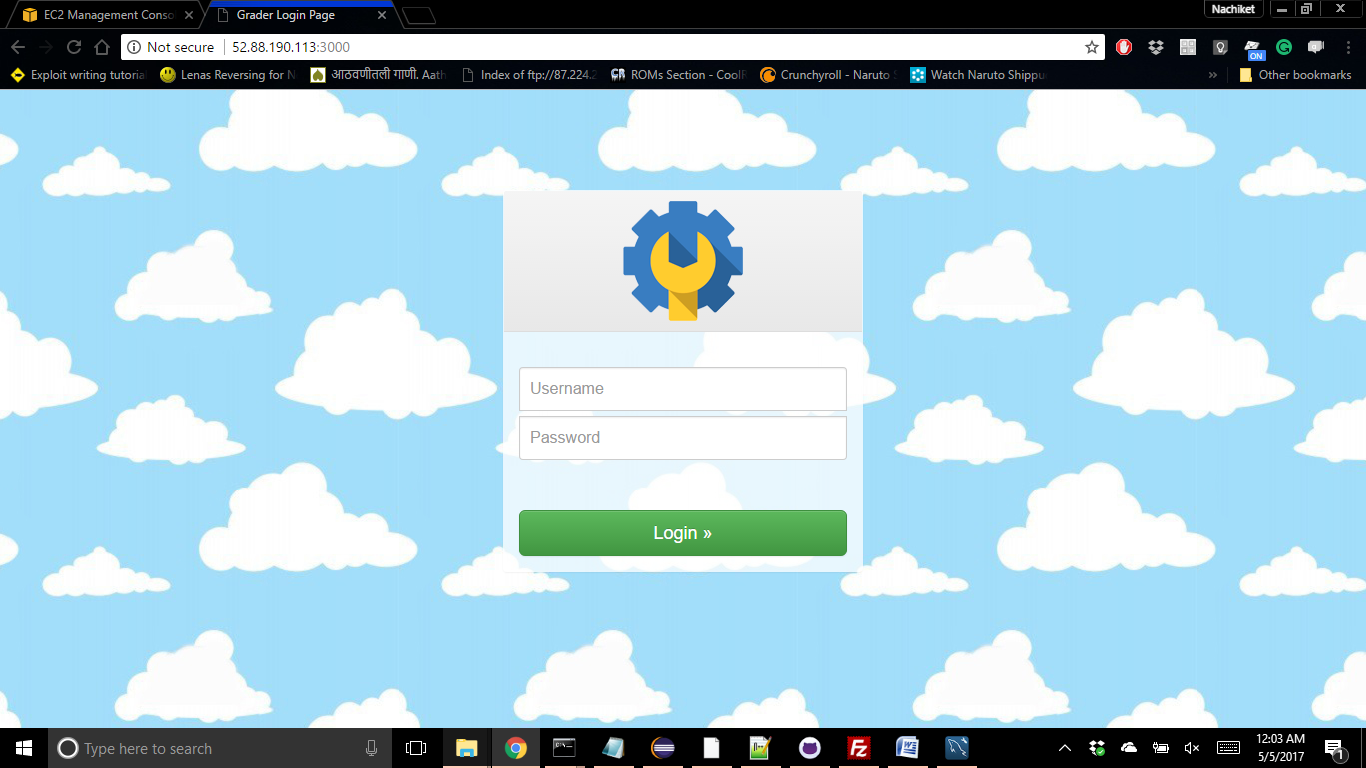 Nachiket
EC2 Management Conso
Grader Login Page
Not secure
52.88.190.113:3000
ON
Exploit writing tutoria
Lenas Reversing for N
आठवणीतली गाणी. Aath
Index of ftp://87.224.2
ROMs Section - CoolR
Crunchyroll - Naruto S
Watch Naruto Shippu
»
Other bookmarks
Username
Password
Login »
Type here to search
12:03 AM
5/5/2017
1